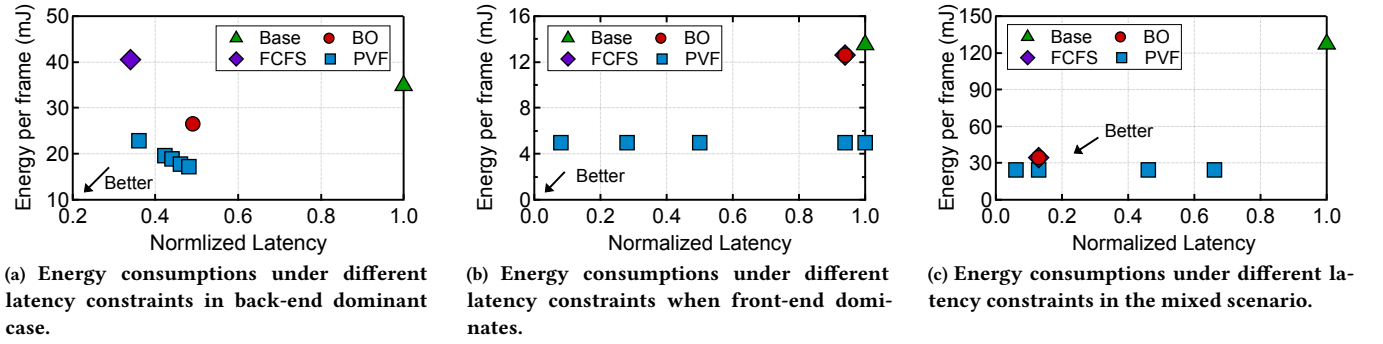 Energy per frame (mJ)
50
40
30
20
10
Base
BO
FCFS
PVF
Better
0.2
0.4
0.6
0.8
1.0
Normlized Latency
(a) Energy consumptions under different
latency constraints in back-end dominant
case.
Energy per frame (mJ)
16
12
8
4
0
Base
BO
FCFS
PVF
Better
0.0
0.2
0.4
0.6
0.8
1.0
Normalized Latency
(b) Energy consumptions under different
latency constraints when front-end domi-
nates.
Energy per frame (mJ)
150
120
90
60
30
0
Base
BO
FCFS
PVF
Better
0.0
0.2
0.4
0.6
0.8
1.0
Normalized Latency
(c) Energy consumptions under different la-
tency constraints in the mixed scenario.